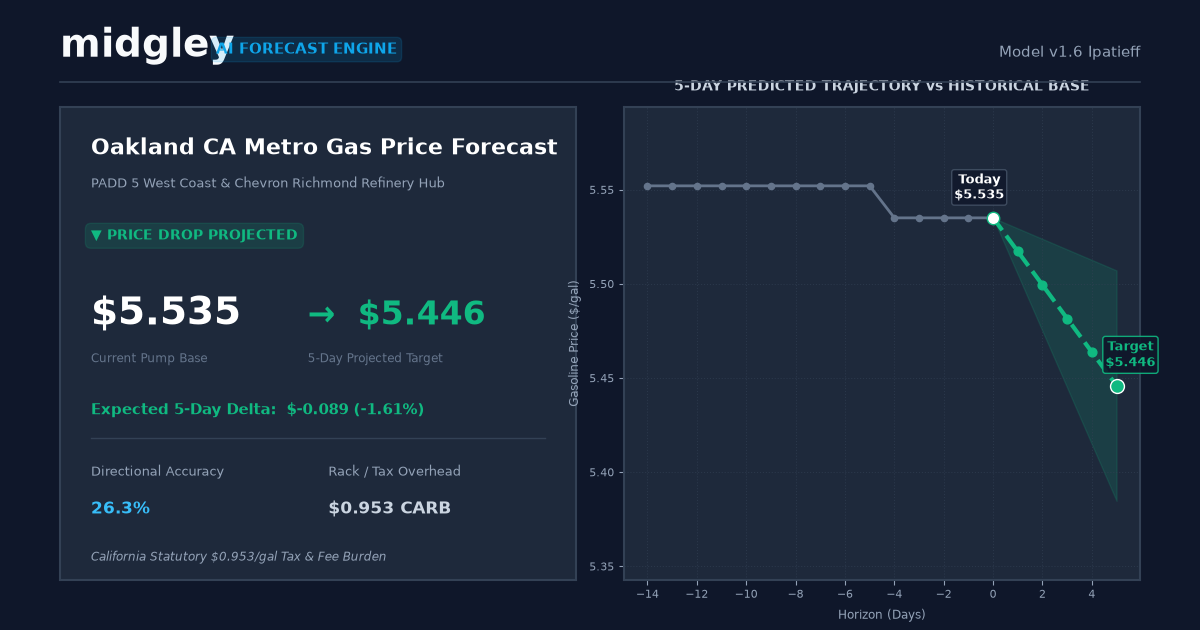 midgley
AI FORECAST ENGINE
Model v1.6 Ipatieff
Oakland CA Metro Gas Price Forecast
PADD 5 West Coast & Chevron Richmond Refinery Hub
▼ PRICE DROP PROJECTED
$5.535
→ $5.446
Current Pump Base
5-Day Projected Target
Expected 5-Day Delta: $-0.089 (-1.61%)
Directional Accuracy
Rack / Tax Overhead
26.3%
$0.953 CARB
California Statutory $0.953/gal Tax & Fee Burden
5-DAY PREDICTED TRAJECTORY vs HISTORICAL BASE
Gasoline Price ($/gal)
5.55
5.50
5.45
5.40
5.35
Today
$5.535
Target
$5.446
−14 −12 −10 −8 −6 −4 −2 0 2 4
Horizon (Days)